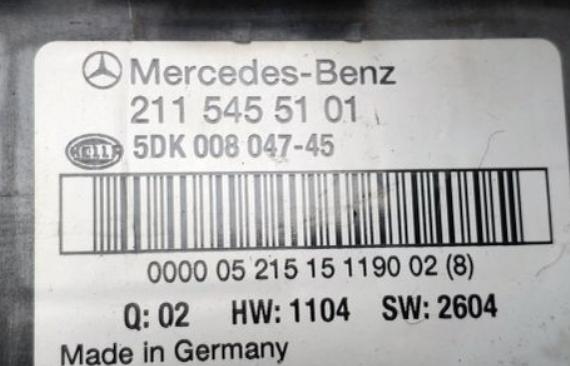 Mercedes-Benz
211 545 51 01
HELLA 5DK 008 047-45
0000 05 215 15 1190 02 (8)
Q: 02 HW: 1104 SW: 2604
Made in Germany